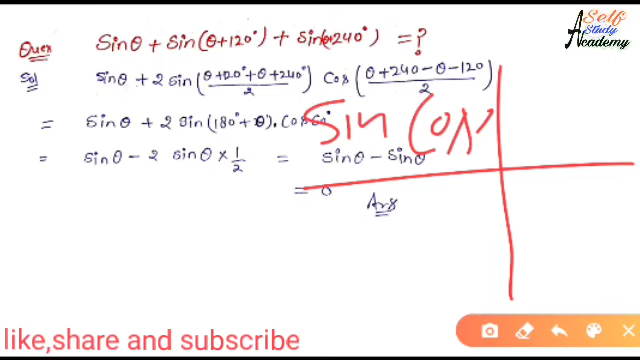 Self
Study
Academy
Ques Sinθ + Sin(θ+120°) + Sin(θ+240°) = ?
Sol Sinθ + 2 Sin(θ+120°+θ+240°/2) Cos(θ+240-θ-120/2)
= Sinθ + 2 Sin(180°+θ). Cos60°
= Sinθ - 2 Sinθ × 1/2 = Sinθ - Sinθ
= 0
Ans
Sin (
like,share and subscribe